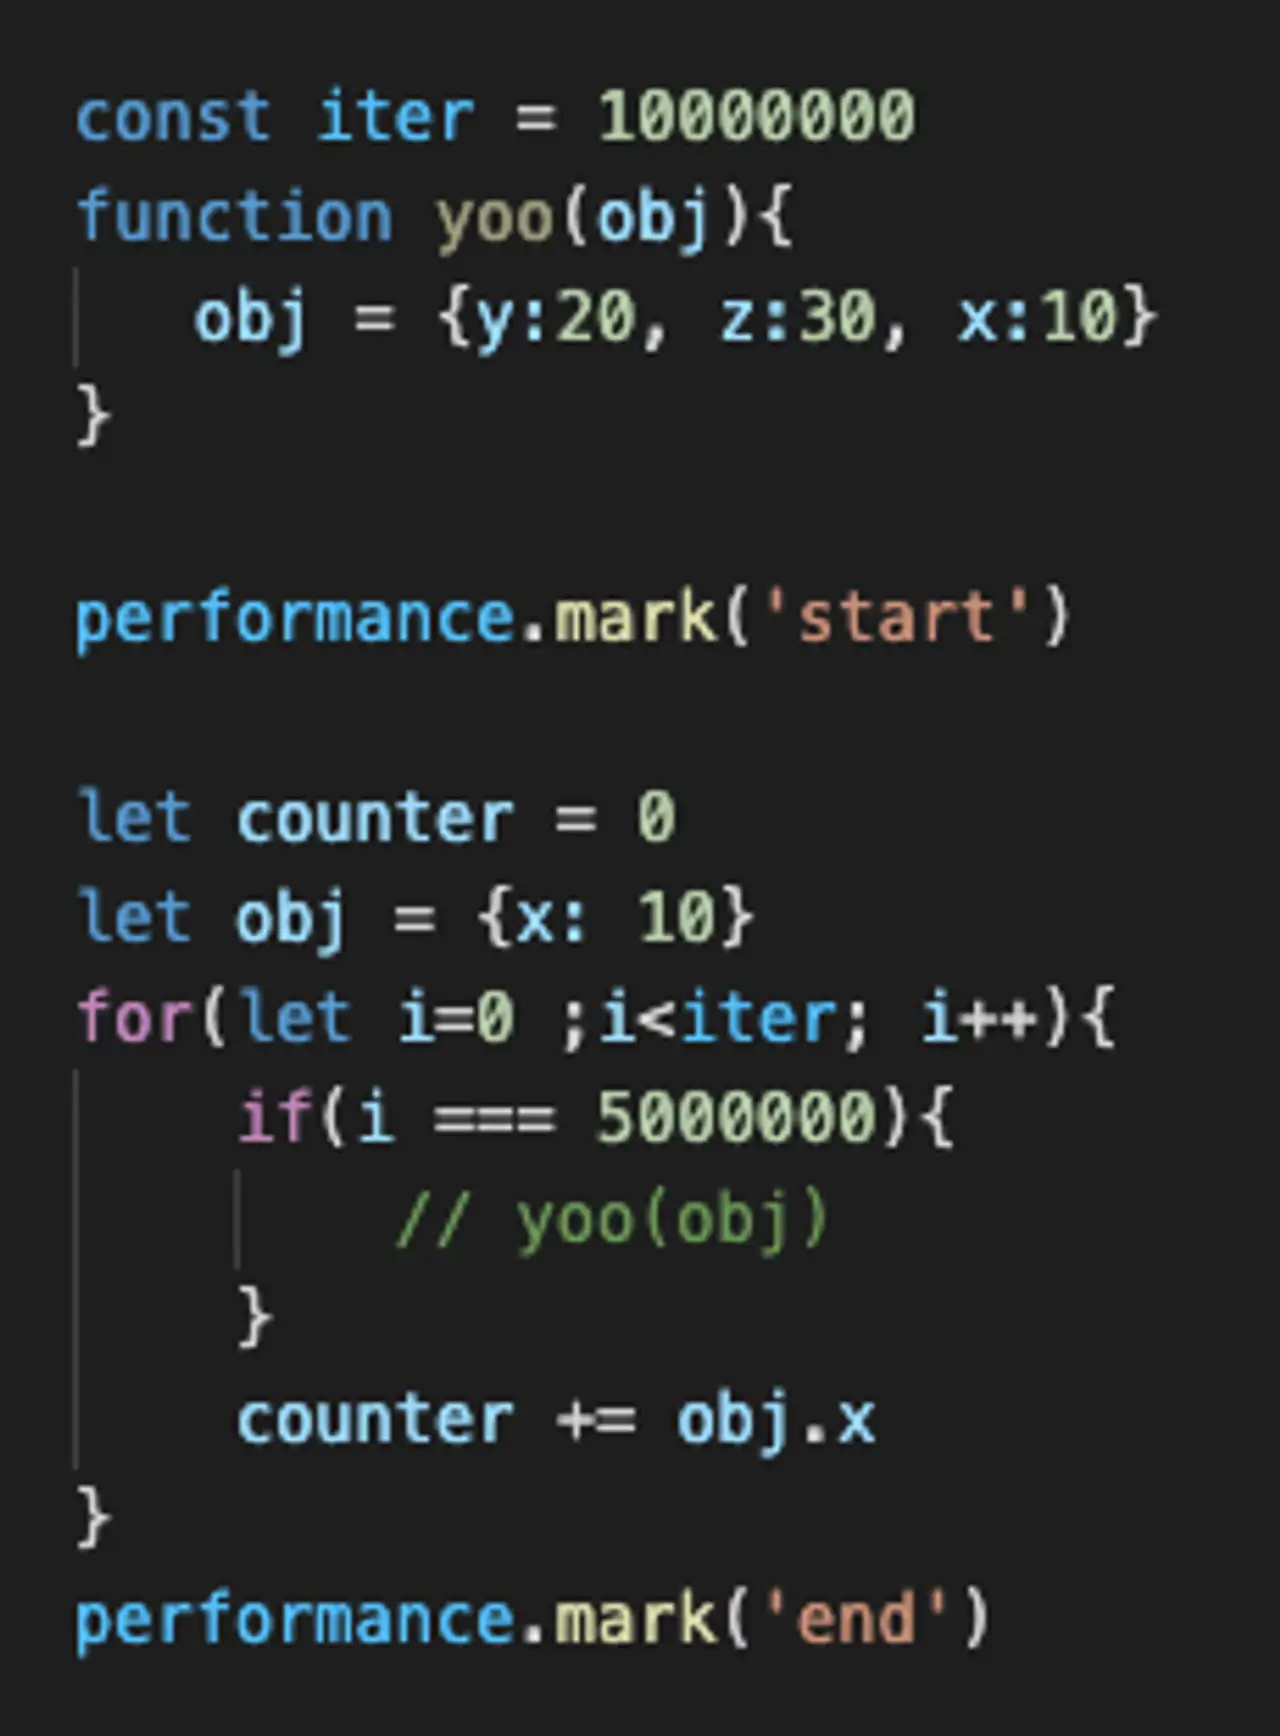 const iter = 10000000
function yoo(obj){
obj = {y:20, z:30, x:10}
}
performance.mark('start')
let counter = 0
let obj = {x: 10}
for(let i=0 ;i<iter; i++){
if(i === 5000000){
// yoo(obj)
}
counter += obj.x
}
performance.mark('end')